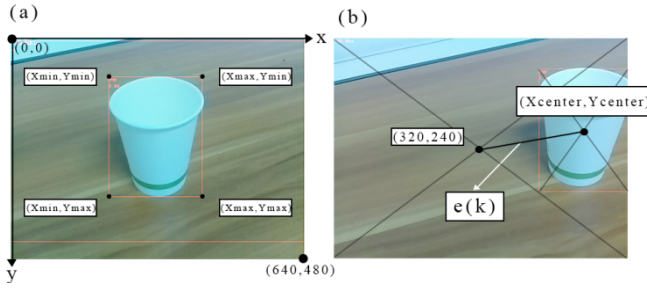 (a)
(b)
x
(0,0)
(Xmin,Ymin)
(Xmax,Ymin)
(Xcenter,Ycenter)
(320,240)
(Xmin,Ymax)
(Xmax,Ymax)
e(k)
y
(640,480)